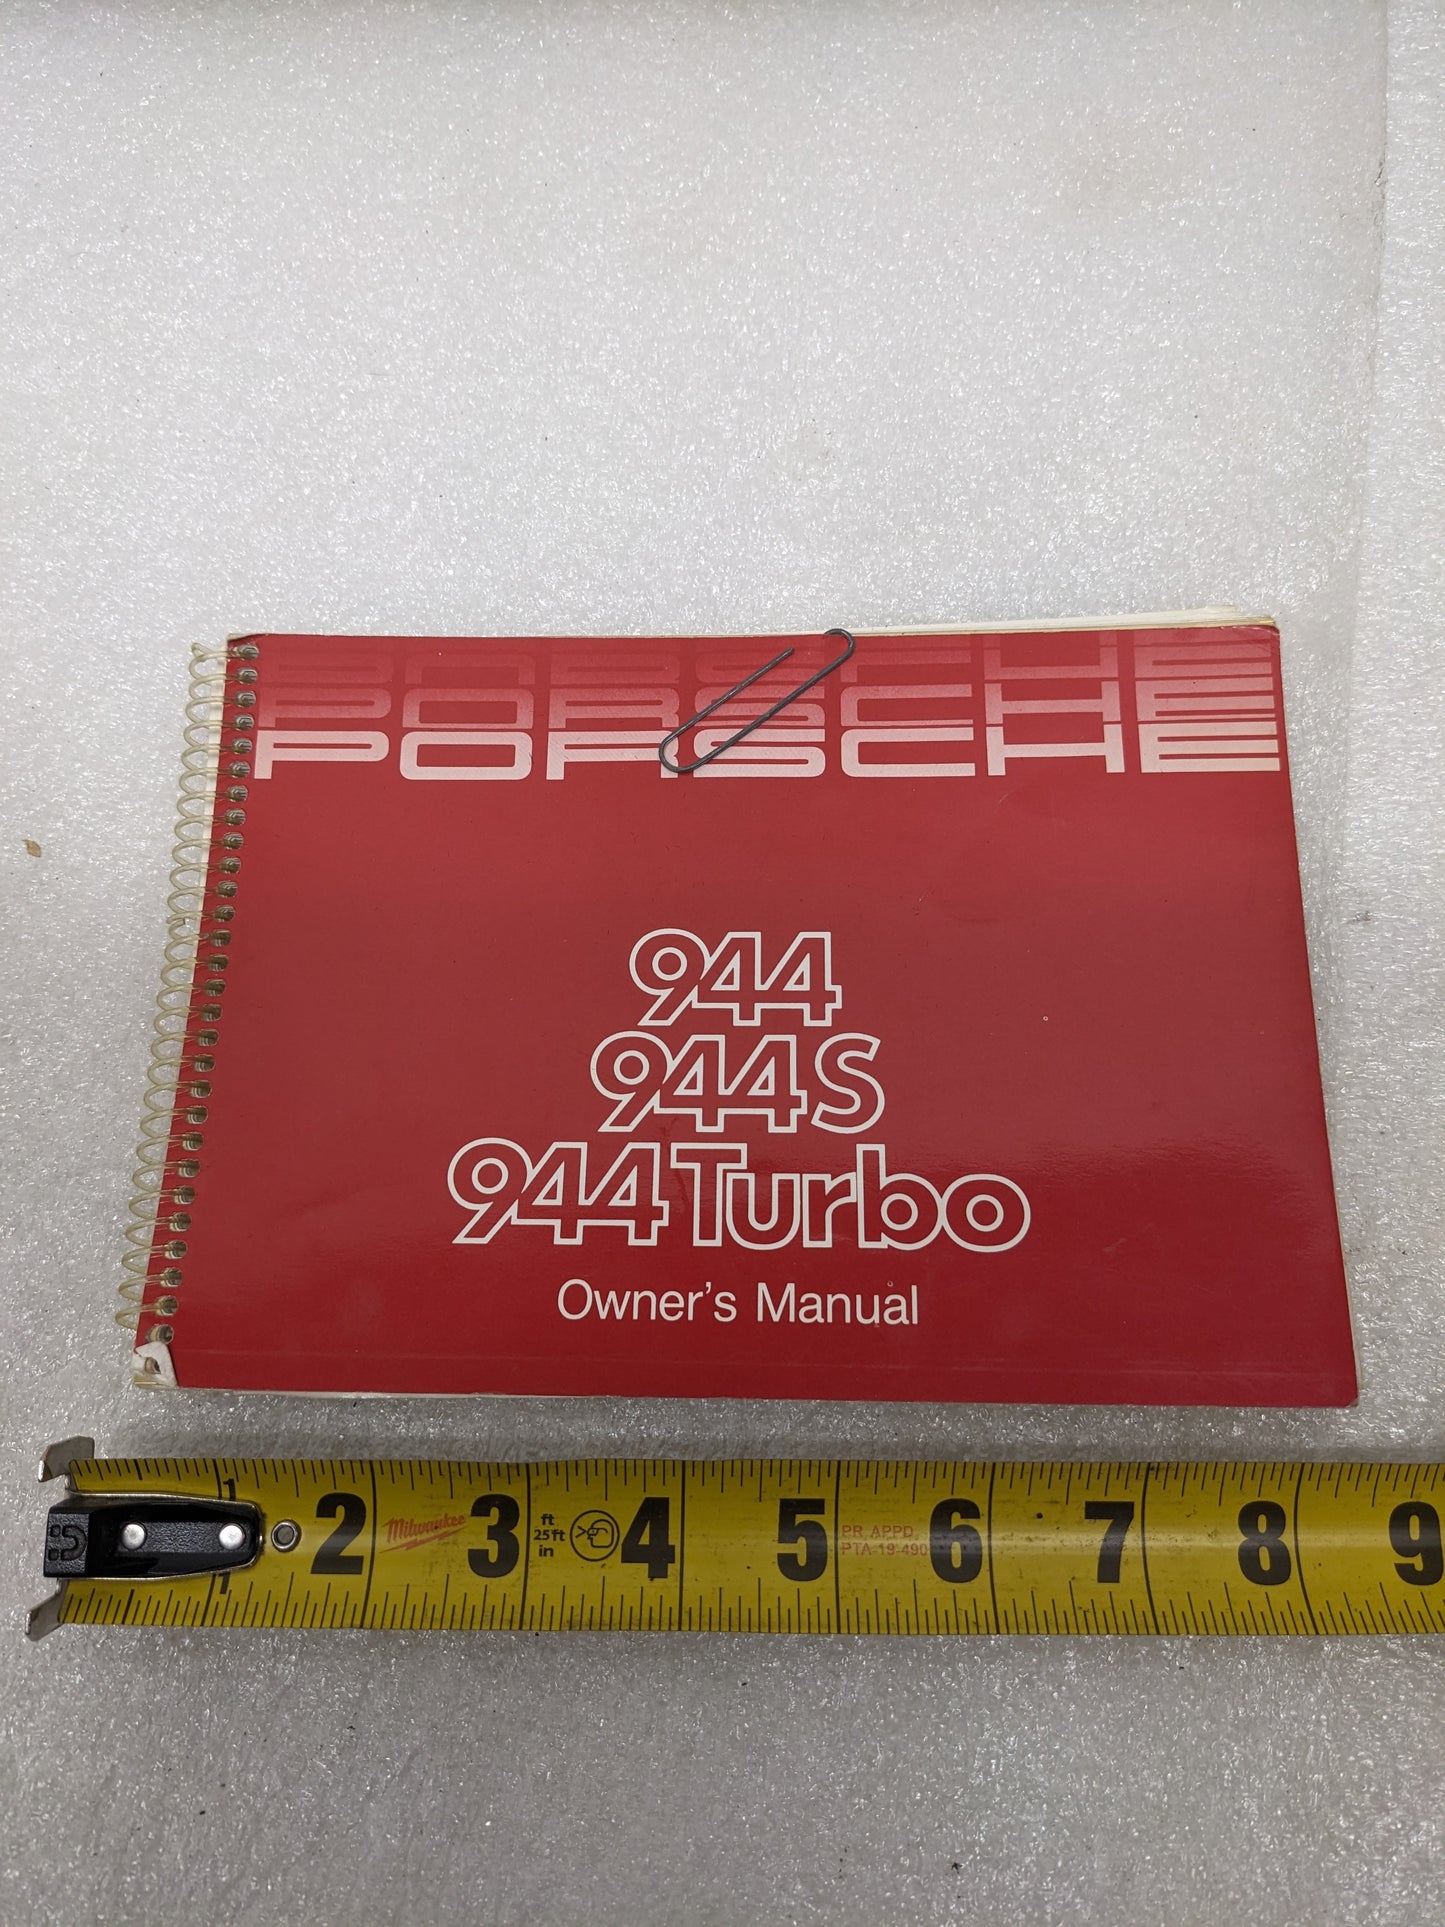 PORSCHE
PORSCHE
PORSCHE
944
944S
944Turbo
Owner's Manual
1 2 Milwaukee 3 ft 25ft in 4 5 PR APPD. PTA-19-490 6 7 8 9
1